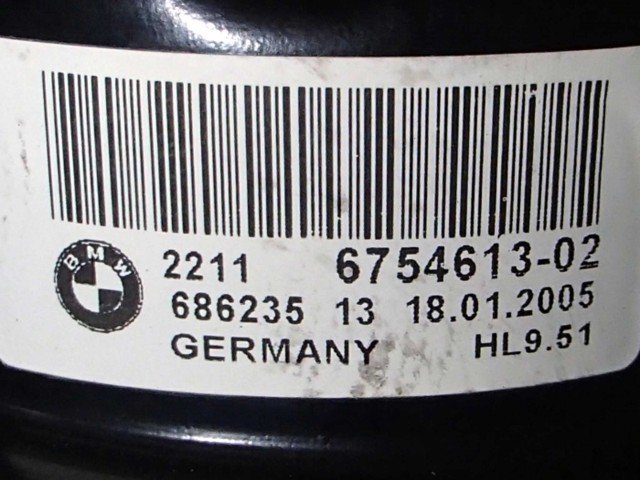 BMW
2211 6754613-02
686235 13 18.01.2005
GERMANY HL9.51